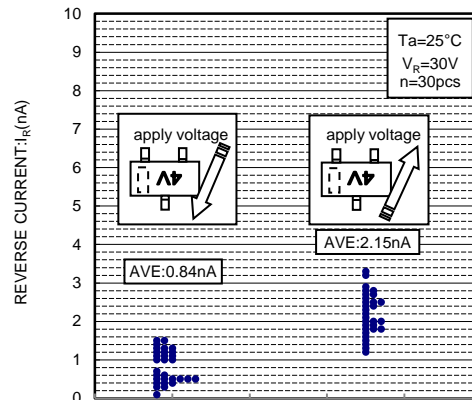 REVERSE CURRENT:IR(nA)
10
9
8
7
6
5
4
3
2
1
0
Ta=25°C
VR=30V
n=30pcs
apply voltage
4V
AVE:0.84nA
apply voltage
4V
AVE:2.15nA